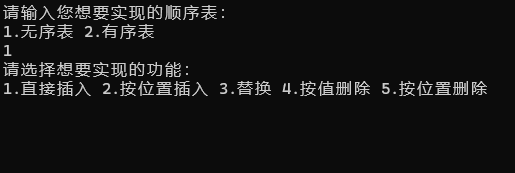 请输入您想要实现的顺序表:
1.无序表 2.有序表
1
请选择想要实现的功能:
1.直接插入 2.按位置插入 3.替换 4.按值删除 5.按位置删除